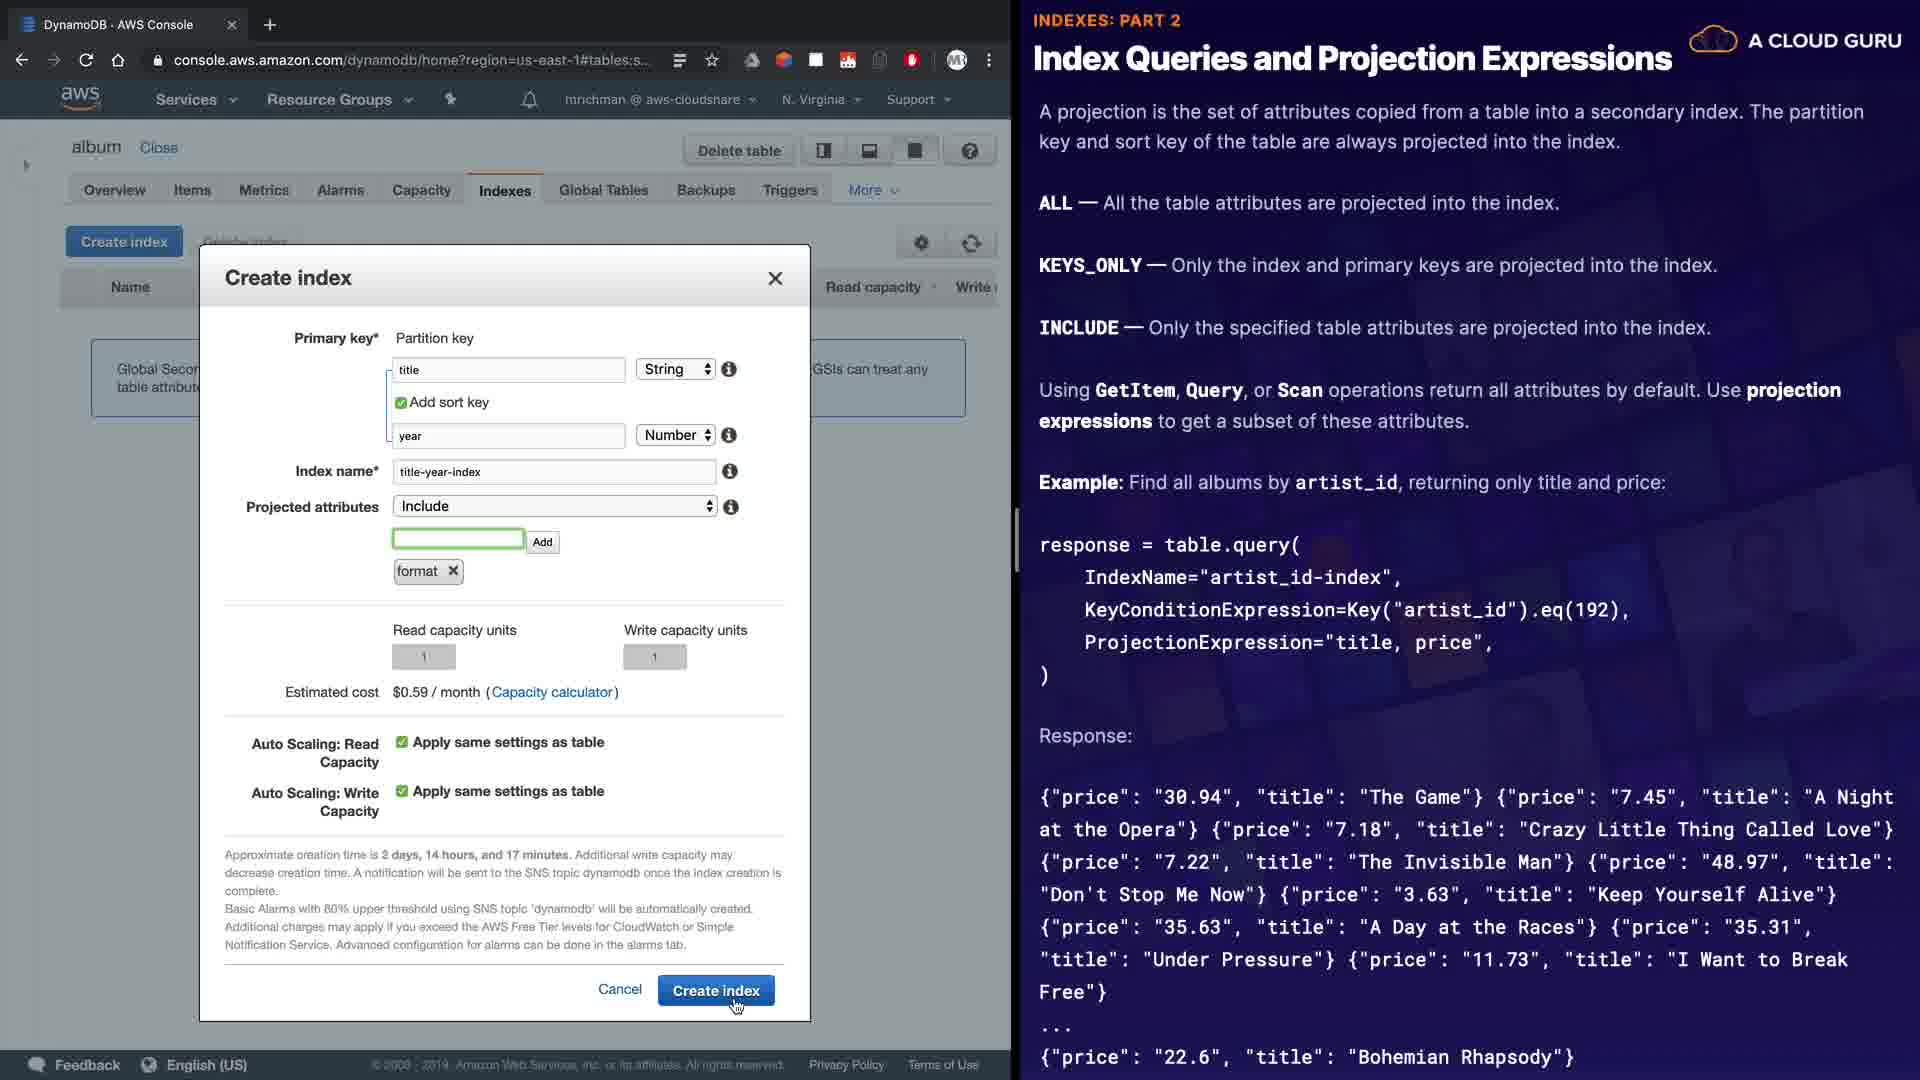 DynamoDB · AWS Console
console.aws.amazon.com/dynamodb/home?region=us-east-1#tables:s...
aws
Services
Resource Groups
mrichman @ aws-cloudshare
N. Virginia
Support
album
Close
Delete table
Overview
Items
Metrics
Alarms
Capacity
Indexes
Global Tables
Backups
Triggers
More
Create index
Delete index
Name
Read capacity
Write
Global Secon
GSIs can treat any
table attribute
Create index
Primary key*
Partition key
title
String
Add sort key
year
Number
Index name*
title-year-index
Projected attributes
Include
Add
format
Read capacity units
Write capacity units
1
1
Estimated cost
$0.59 / month (Capacity calculator)
Auto Scaling: Read
Capacity
Apply same settings as table
Auto Scaling: Write
Capacity
Apply same settings as table
Approximate creation time is 2 days, 14 hours, and 17 minutes. Additional write capacity may
decrease creation time. A notification will be sent to the SNS topic dynamodb once the index creation is
complete.
Basic Alarms with 80% upper threshold using SNS topic 'dynamodb' will be automatically created.
Additional charges may apply if you exceed the AWS Free Tier levels for CloudWatch or Simple
Notification Service. Advanced configuration for alarms can be done in the alarms tab.
Cancel
Create index
Feedback
English (US)
© 2008 - 2019, Amazon Web Services, Inc. or its affiliates. All rights reserved.
Privacy Policy
Terms of Use
INDEXES: PART 2
Index Queries and Projection Expressions
A CLOUD GURU
A projection is the set of attributes copied from a table into a secondary index. The partition
key and sort key of the table are always projected into the index.
ALL — All the table attributes are projected into the index.
KEYS_ONLY — Only the index and primary keys are projected into the index.
INCLUDE — Only the specified table attributes are projected into the index.
Using GetItem, Query, or Scan operations return all attributes by default. Use projection
expressions to get a subset of these attributes.
Example: Find all albums by artist_id, returning only title and price:
response = table.query(
IndexName="artist_id-index",
KeyConditionExpression=Key("artist_id").eq(192),
ProjectionExpression="title, price",
)
Response:
{"price": "30.94", "title": "The Game"} {"price": "7.45", "title": "A Night
at the Opera"} {"price": "7.18", "title": "Crazy Little Thing Called Love"}
{"price": "7.22", "title": "The Invisible Man"} {"price": "48.97", "title":
"Don't Stop Me Now"} {"price": "3.63", "title": "Keep Yourself Alive"}
{"price": "35.63", "title": "A Day at the Races"} {"price": "35.31",
"title": "Under Pressure"} {"price": "11.73", "title": "I Want to Break
Free"}
...
{"price": "22.6", "title": "Bohemian Rhapsody"}